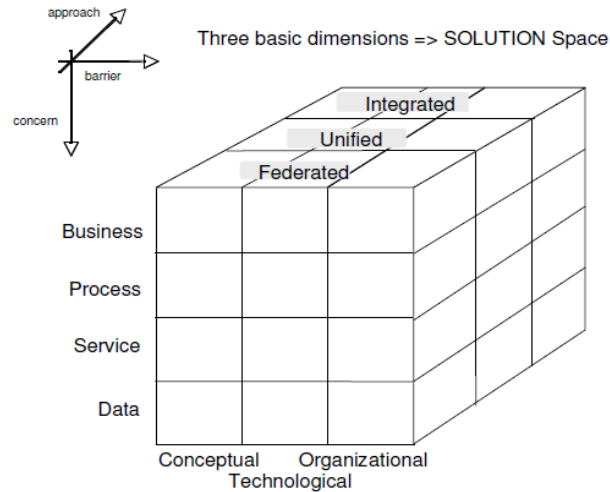 approach
Three basic dimensions => SOLUTION Space
barrier
concern
Integrated
Unified
Federated
Business
Process
Service
Data
Conceptual Organizational
Technological